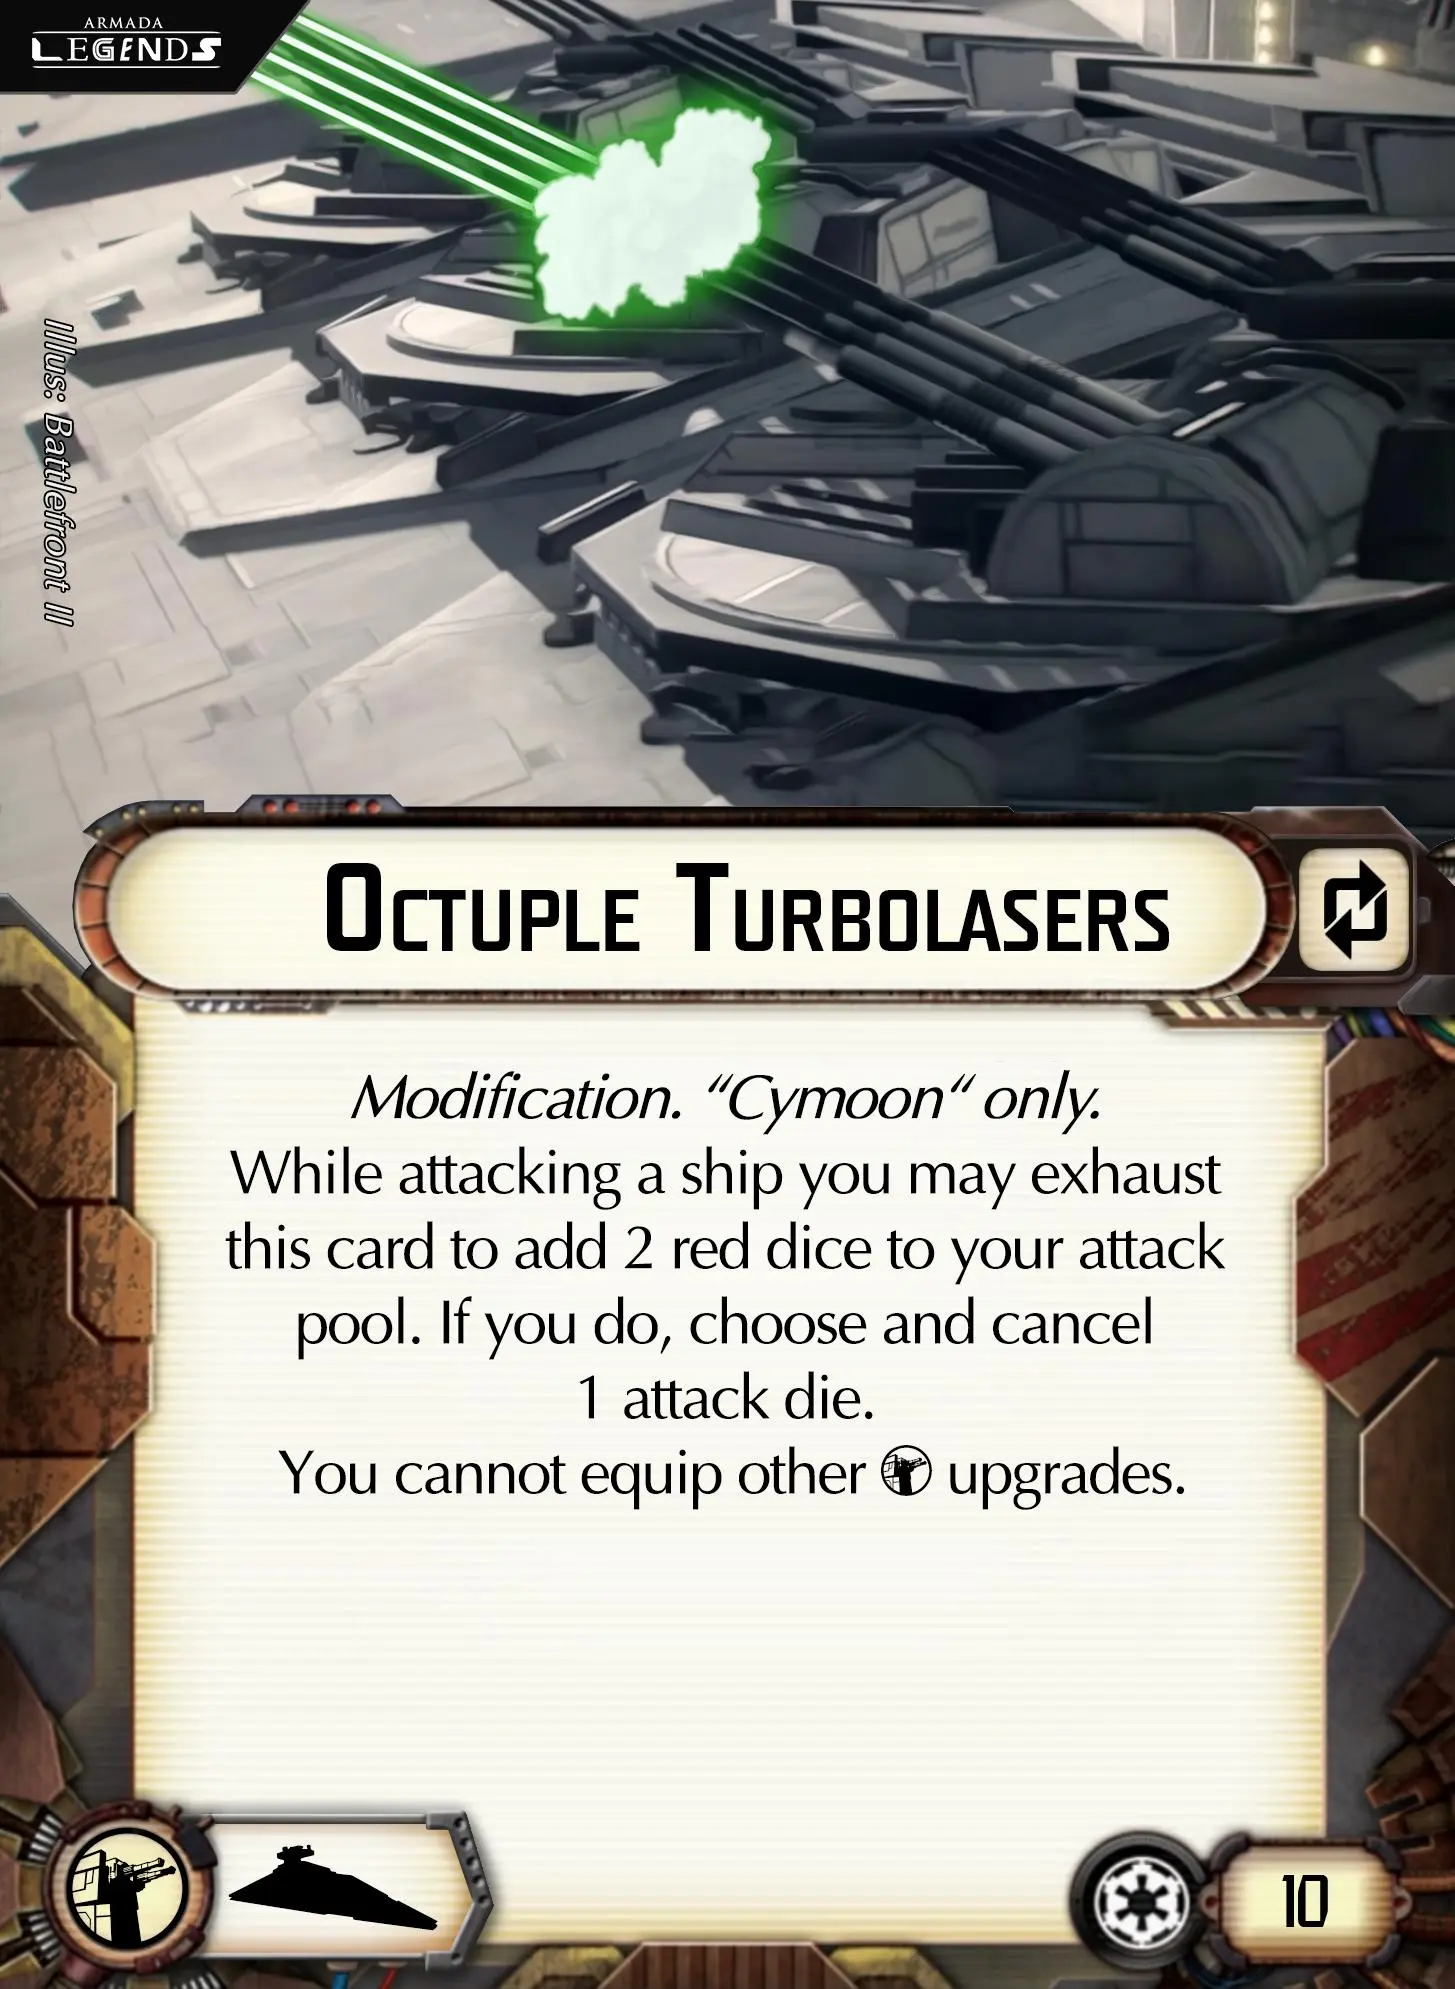 ARMADA
LEGENDS
Illus: Battlefront II
OCTUPLE TURBOLASERS
Modification. “Cymoon“ only.
While attacking a ship you may exhaust
this card to add 2 red dice to your attack
pool. If you do, choose and cancel
1 attack die.
You cannot equip other upgrades.
10